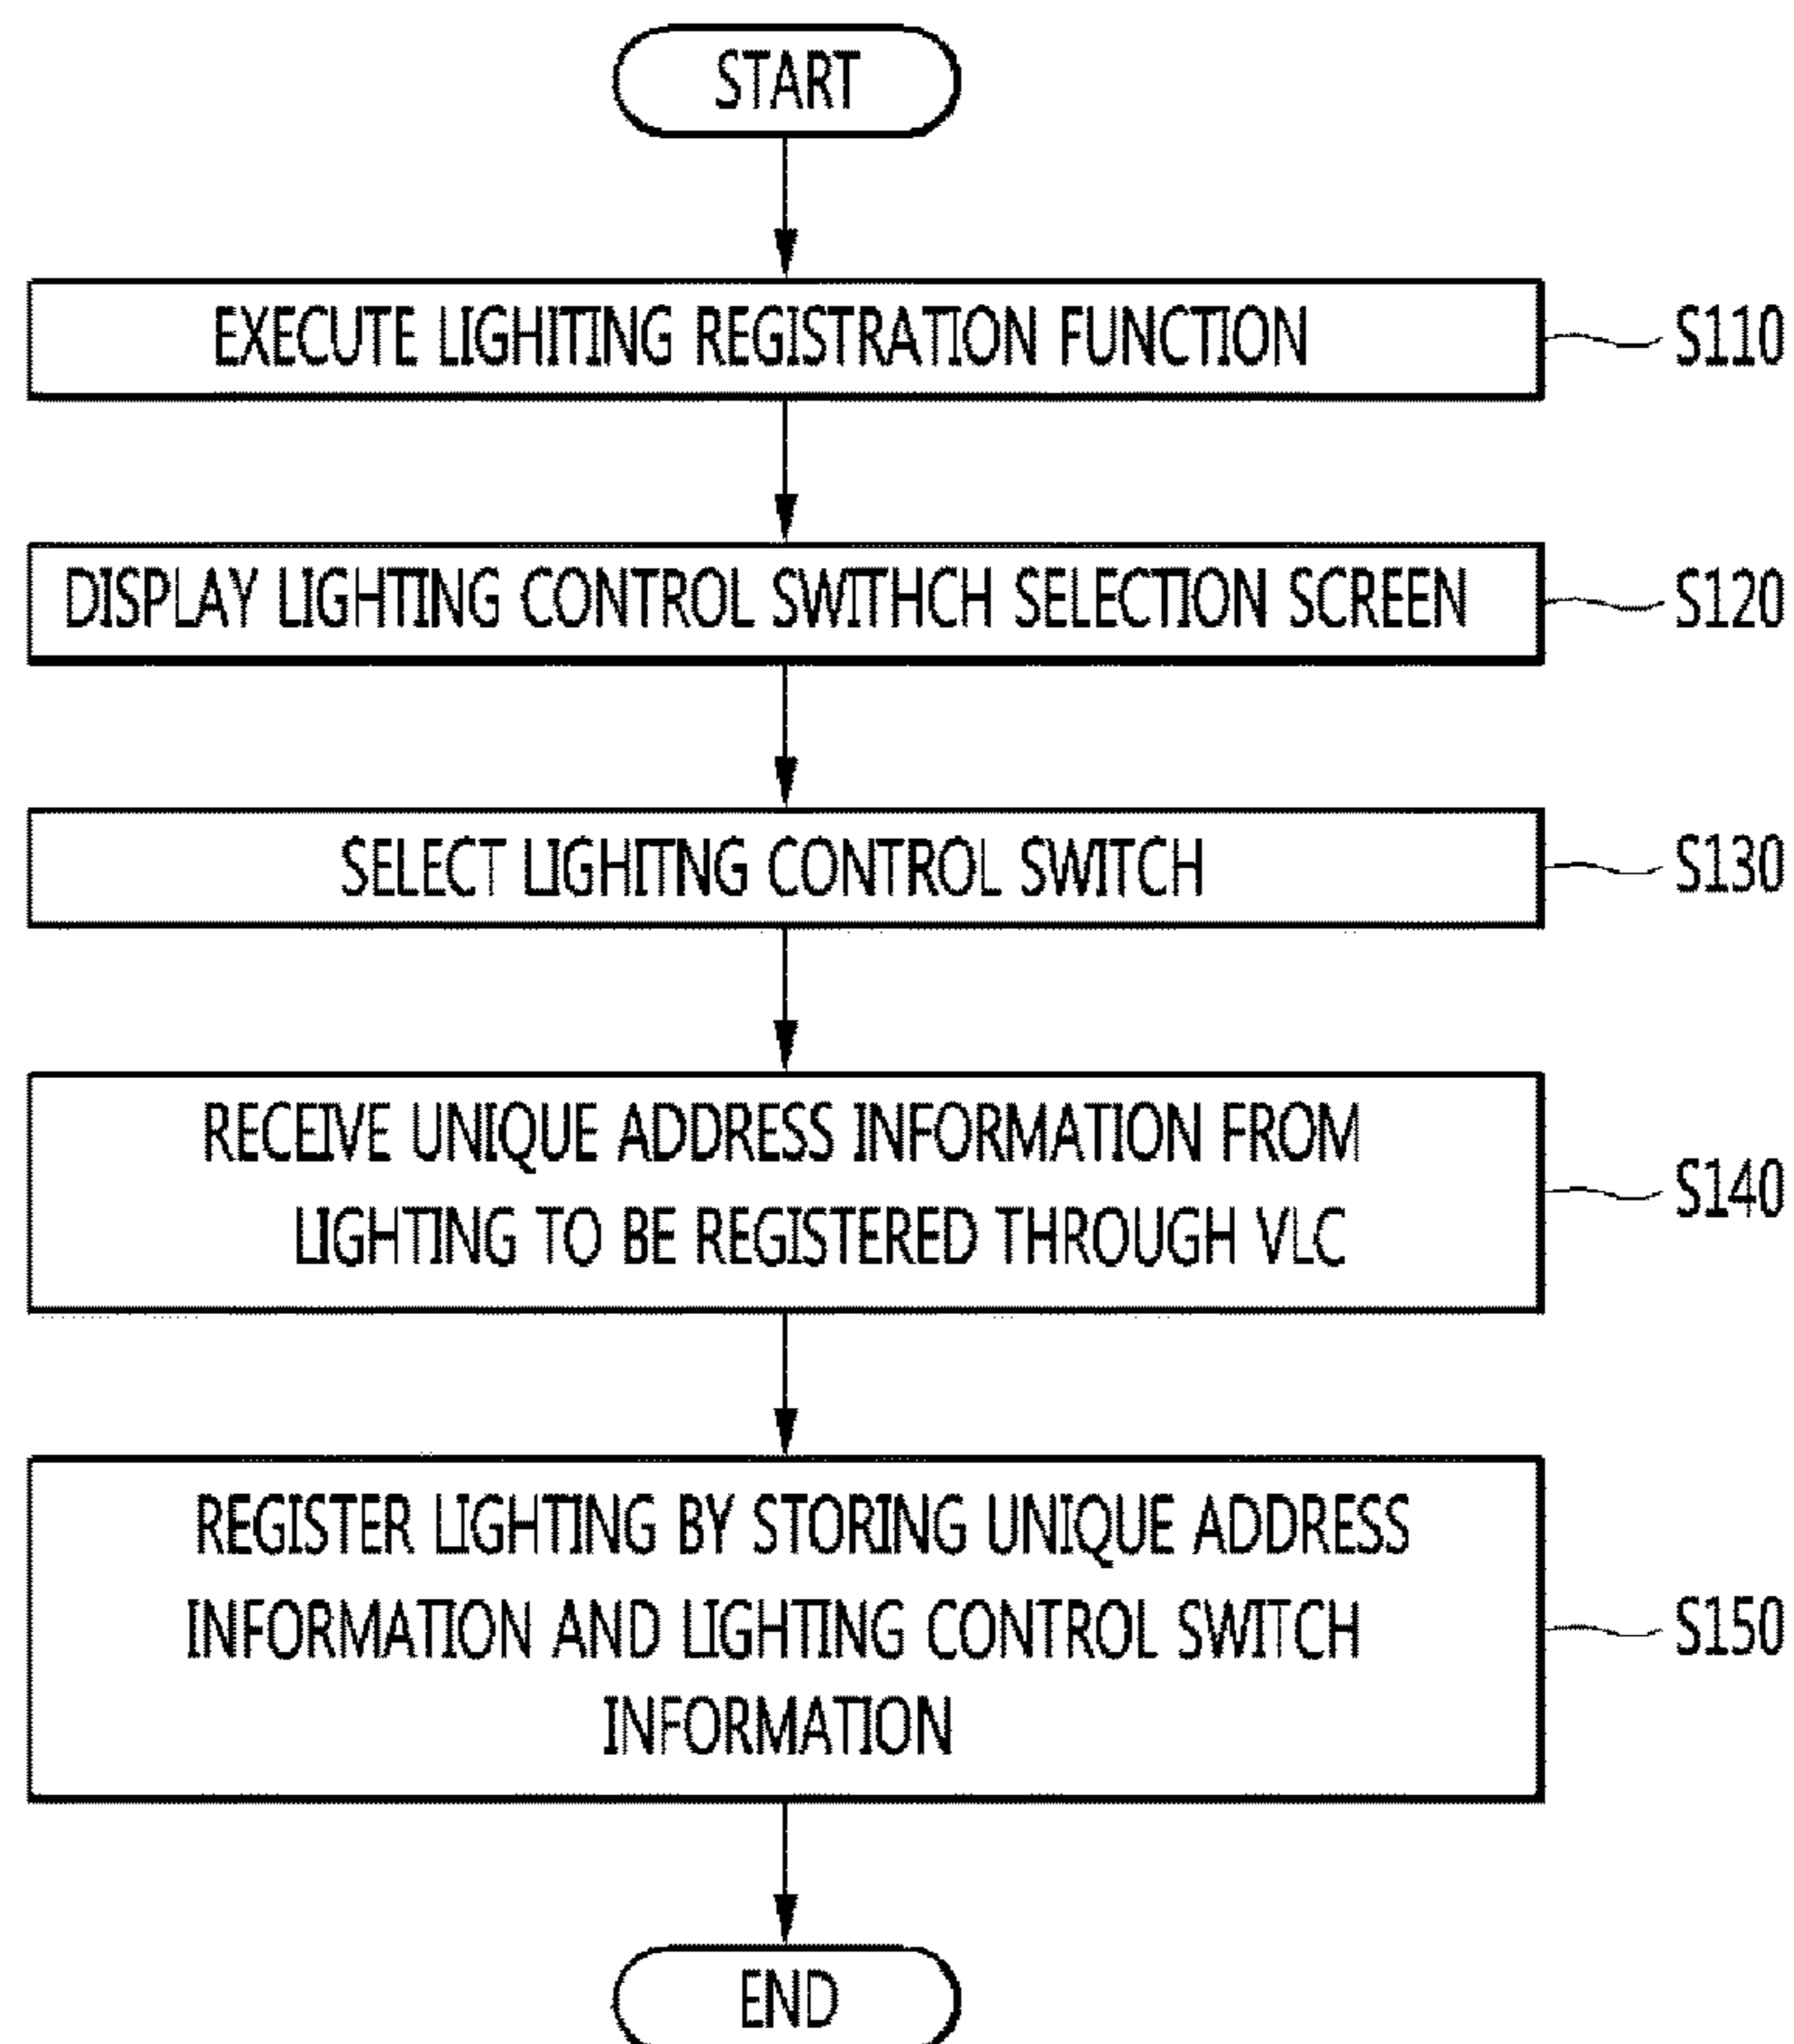 START
EXECUTE LIGHITING REGISTRATION FUNCTION
S110
DISPLAY LIGHTING CONTROL SWITHCH SELECTION SCREEN
S120
SELECT LIGHITNG CONTROL SWITCH
S130
RECEIVE UNIQUE ADDRESS INFORMATION FROM
LIGHTING TO BE REGISTERED THROUGH VLC
S140
REGISTER LIGHTING BY STORING UNIQUE ADDRESS
INFORMATION AND LIGHTING CONTROL SWITCH
INFORMATION
S150
END